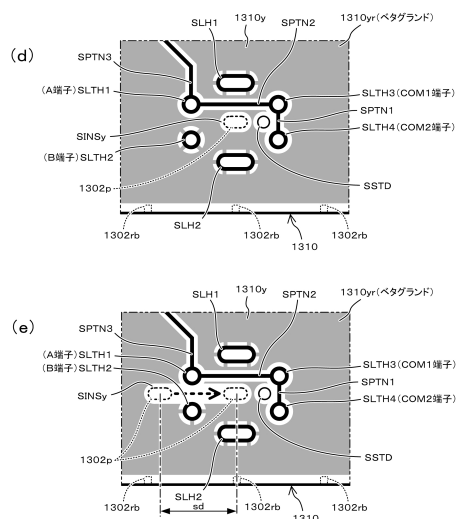 (d)
SLH1
1310y
SPTN2
1310yr(ベタグランド)
SPTN3
(A端子)SLTH1
SLTH3(COM1端子)
SPTN1
SINSy
SLTH4(COM2端子)
(B端子)SLTH2
SSTD
1302p
SLH2
1302rb
1302rb
1302rb
1310
(e)
SLH1
1310y
SPTN2
1310yr(ベタグランド)
SPTN3
(A端子)SLTH1
SLTH3(COM1端子)
(B端子)SLTH2
SPTN1
SINSy
SLTH4(COM2端子)
SSTD
1302p
SLH2
1302rb
sd
1302rb
1302rb
1310